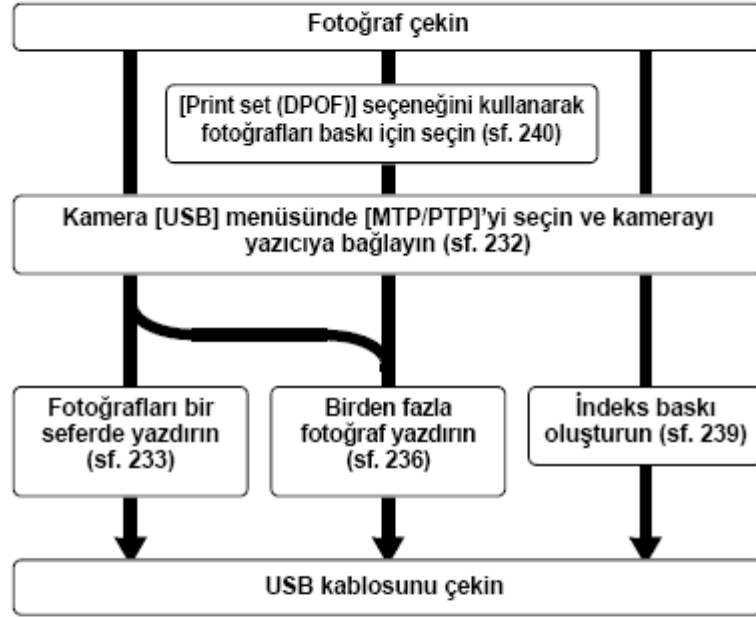 Fotoğraf çekin
[Print set (DPOF)] seçeneğini kullanarak
fotoğrafları baskı için seçin (sf. 240)
Kamera [USB] menüsünde [MTP/PTP]’yi seçin ve kamerayı
yazıcıya bağlayın (sf. 232)
Fotoğrafları bir
seferde yazdırın
(sf. 233)
Birden fazla
fotoğraf yazdırın
(sf. 236)
İndeks baskı
oluşturun (sf. 239)
USB kablosunu çekin